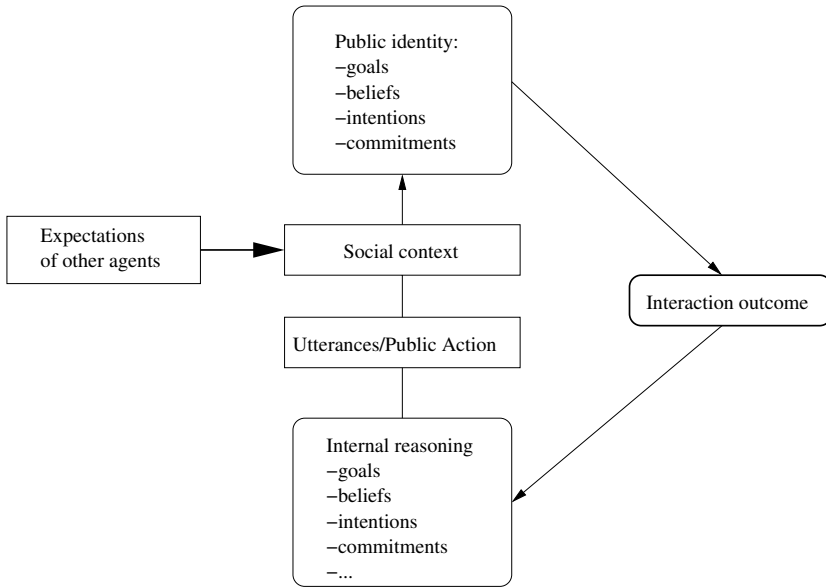 Public identity:
−goals
−beliefs
−intentions
−commitments
Expectations
of other agents
Social context
Interaction outcome
Utterances/Public Action
Internal reasoning
−goals
−beliefs
−intentions
−commitments
−...